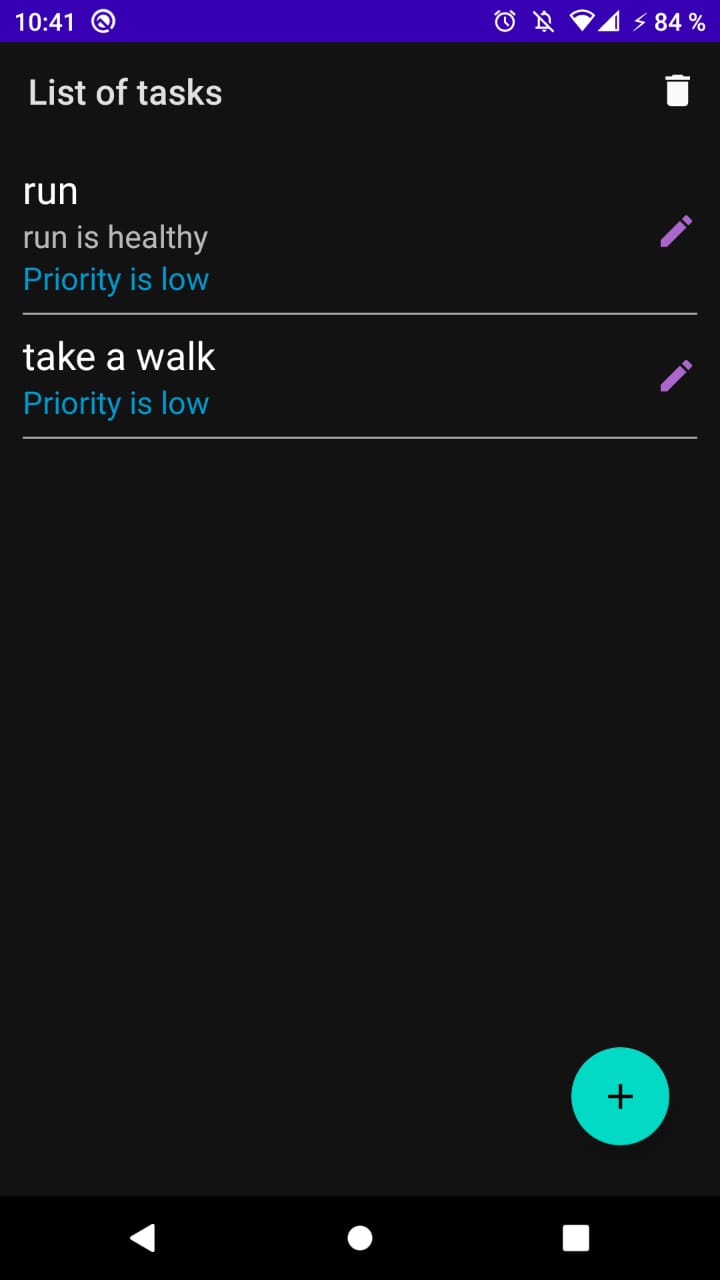 10:41 84 %
List of tasks
run
run is healthy
Priority is low
take a walk
Priority is low